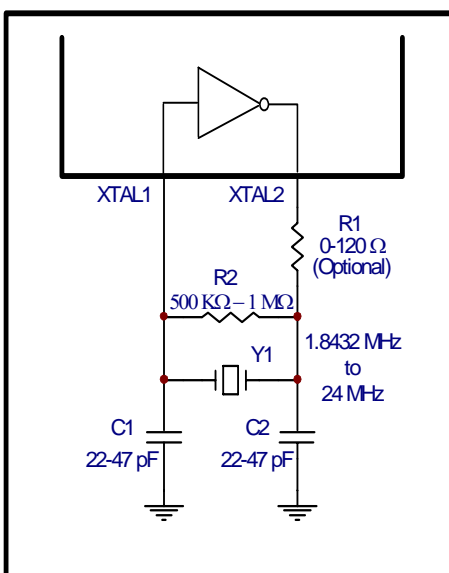 XTAL1
XTAL2
R1
0-120 Ω
(Optional)
R2
500 KΩ – 1 MΩ
Y1
1.8432 MHz
to
24 MHz
C1
22-47 pF
C2
22-47 pF